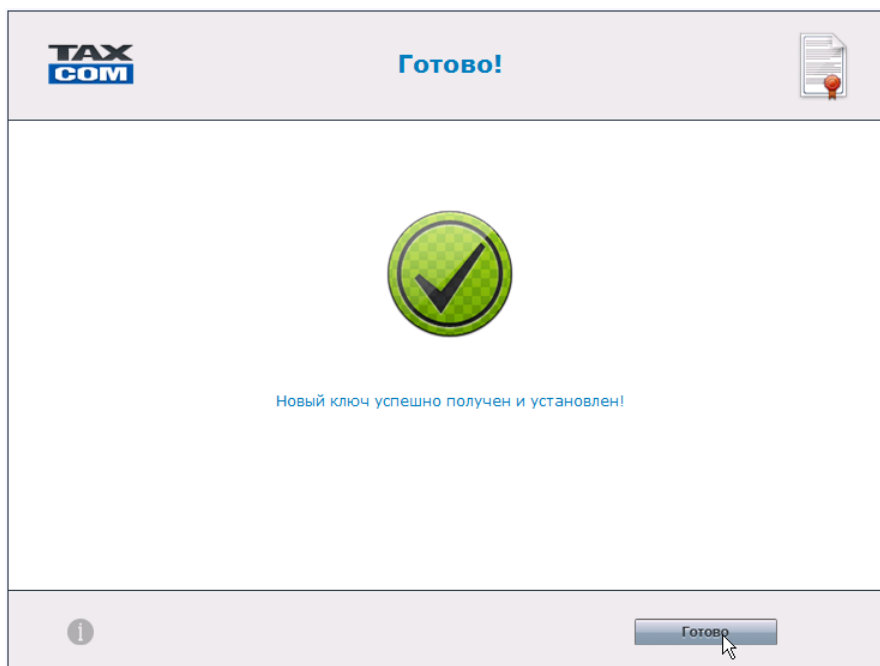 TAX
COM
Готово!
Новый ключ успешно получен и установлен!
i
Готово